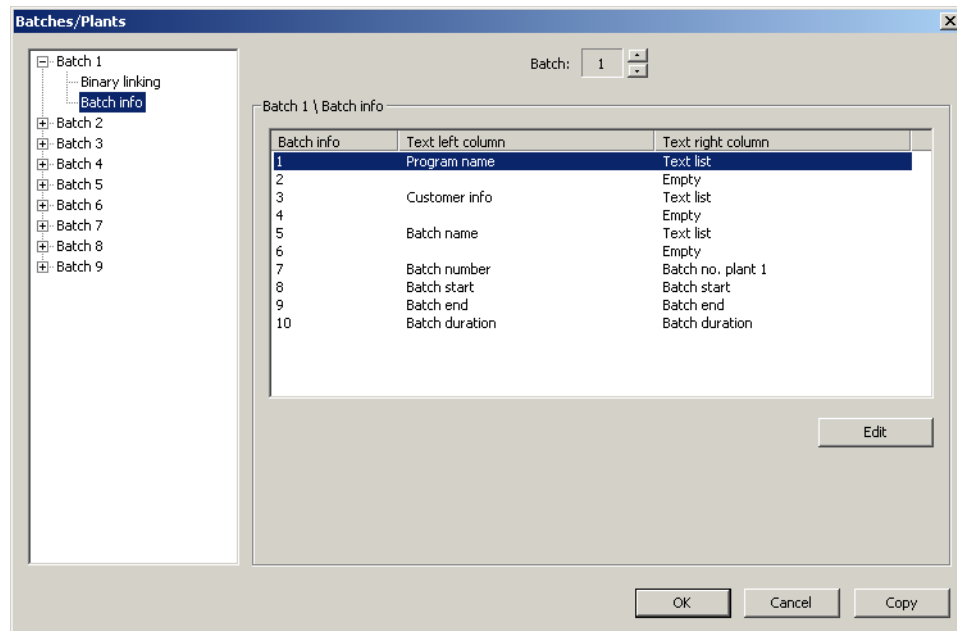 Batches/Plants
Batch 1
Binary linking
Batch info
Batch 2
Batch 3
Batch 4
Batch 5
Batch 6
Batch 7
Batch 8
Batch 9
Batch: 1
Batch 1 \ Batch info
Batch info Text left column Text right column
1 Program name Text list
2 Empty
3 Customer info Text list
4 Empty
5 Batch name Text list
6 Empty
7 Batch number Batch no. plant 1
8 Batch start Batch start
9 Batch end Batch end
10 Batch duration Batch duration
Edit
OK Cancel Copy